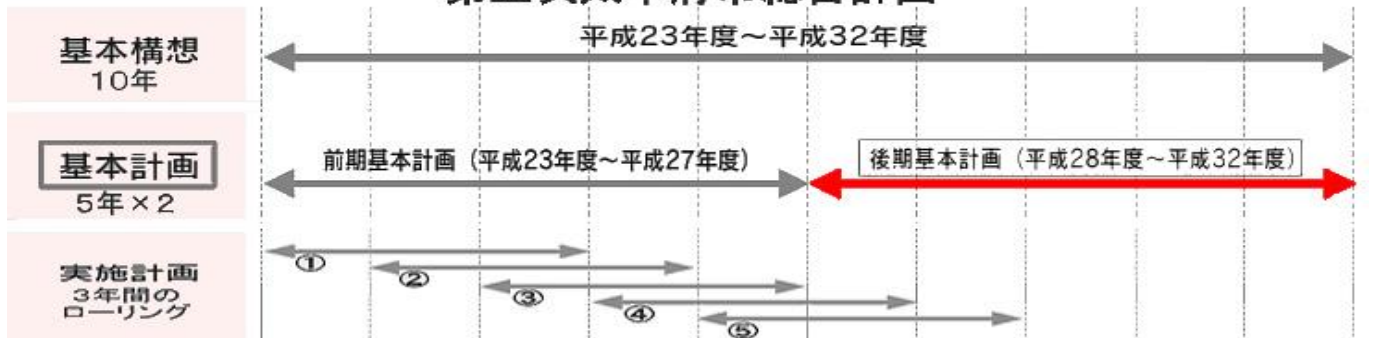 基本構想
10年
平成23年度～平成32年度
基本計画
5年×2
前期基本計画（平成23年度～平成27年度）
後期基本計画（平成28年度～平成32年度）
実施計画
3年間の
ローリング
①
②
③
④
⑤